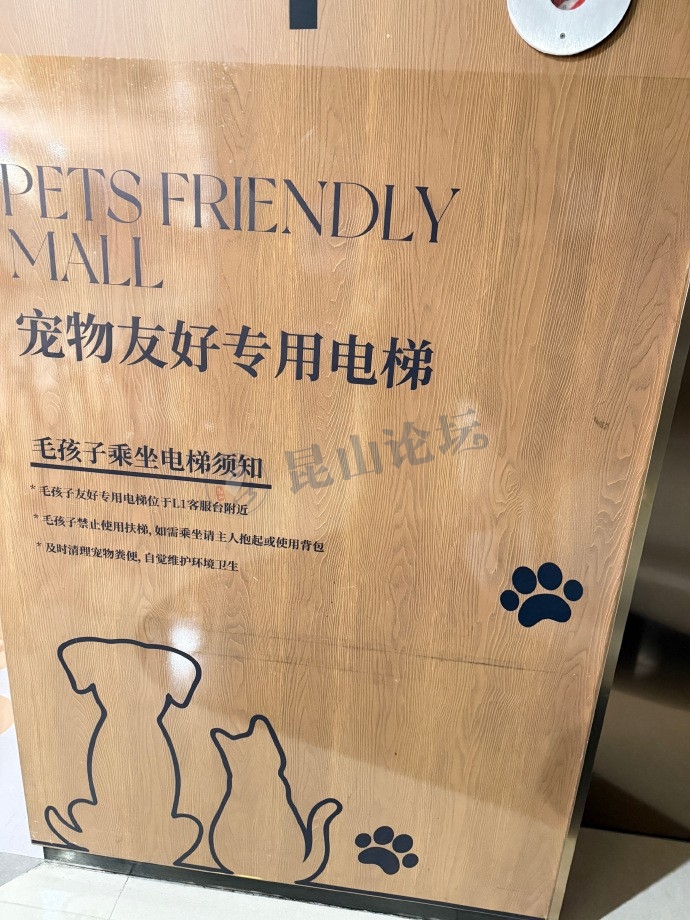 PETS FRIENDLY
MALL
宠物友好专用电梯
毛孩子乘坐电梯须知
* 毛孩子友好专用电梯位于L1客服台附近
* 毛孩子禁止使用扶梯, 如需乘坐请主人抱起或使用背包
* 及时清理宠物粪便, 自觉维护环境卫生
昆山论坛